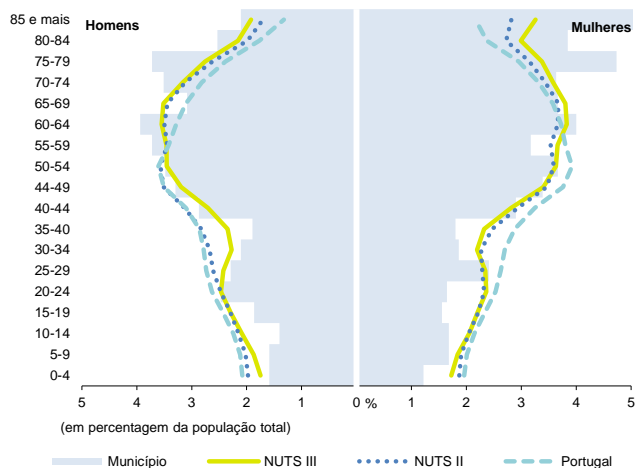 Homens
Mulheres
85 e mais
80-84
75-79
70-74
65-69
60-64
55-59
50-54
44-49
40-44
35-40
30-34
25-29
20-24
15-19
10-14
5-9
0-4
5 4 3 2 1 0 % 1 2 3 4 5
(em percentagem da população total)
Município NUTS III NUTS II Portugal